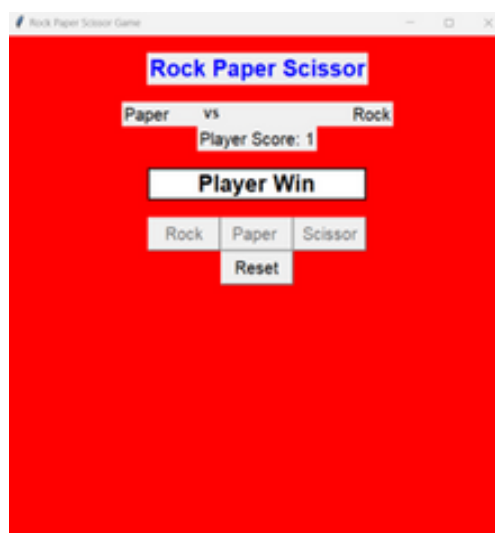 Rock Paper Scissor Game
Rock Paper Scissor
Paper vs Rock
Player Score: 1
Player Win
Rock Paper Scissor
Reset